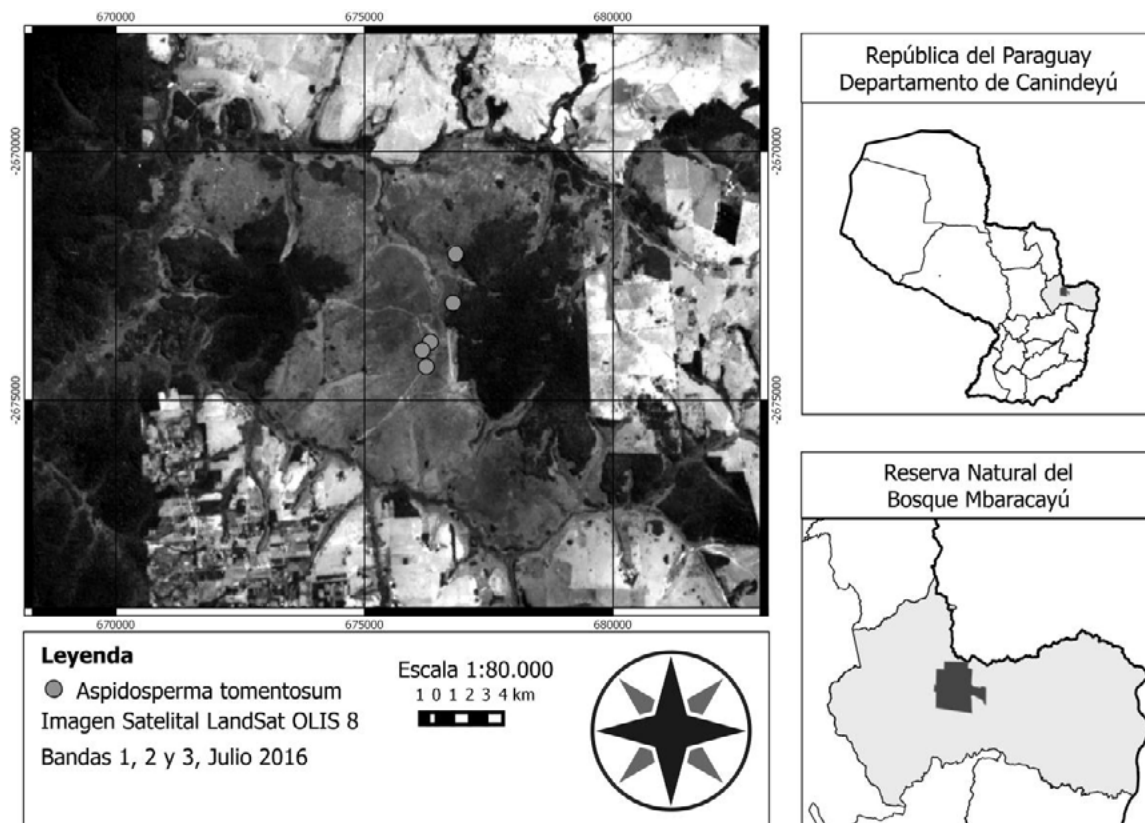 670000 675000 680000
-2670000 -2670000
-2675000 -2675000
670000 675000 680000
Leyenda
Aspidosperma tomentosum
Imagen Satelital LandSat OLIS 8
Bandas 1, 2 y 3, Julio 2016
Escala 1:80.000
1 0 1 2 3 4 km
República del Paraguay
Departamento de Canindeyú
Reserva Natural del
Bosque Mbaracayú